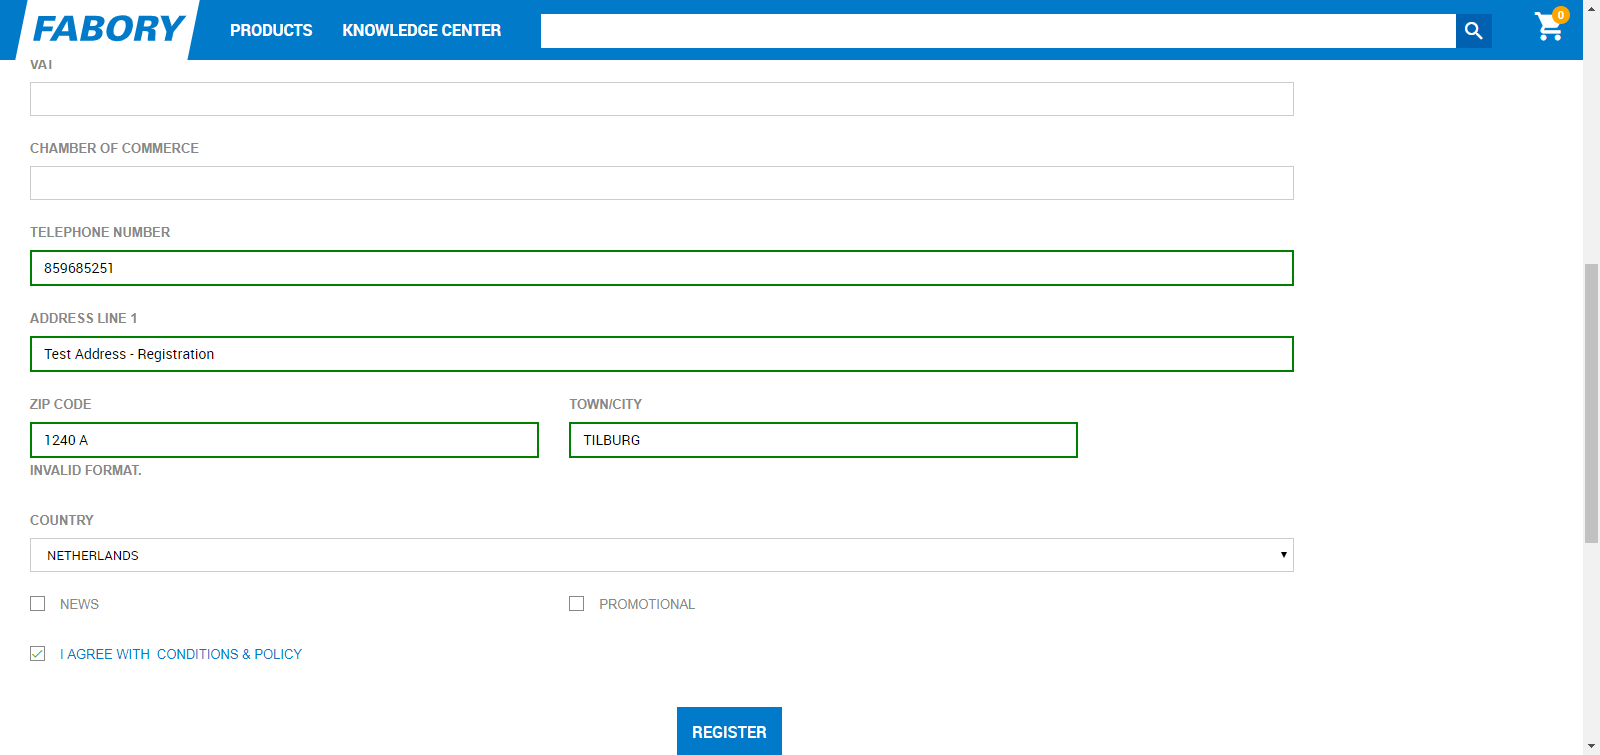 FABORY
PRODUCTS
KNOWLEDGE CENTER
0
VAT
CHAMBER OF COMMERCE
TELEPHONE NUMBER
859685251
ADDRESS LINE 1
Test Address - Registration
ZIP CODE
TOWN/CITY
1240 A
TILBURG
INVALID FORMAT.
COUNTRY
NETHERLANDS
NEWS
PROMOTIONAL
I AGREE WITH CONDITIONS & POLICY
REGISTER